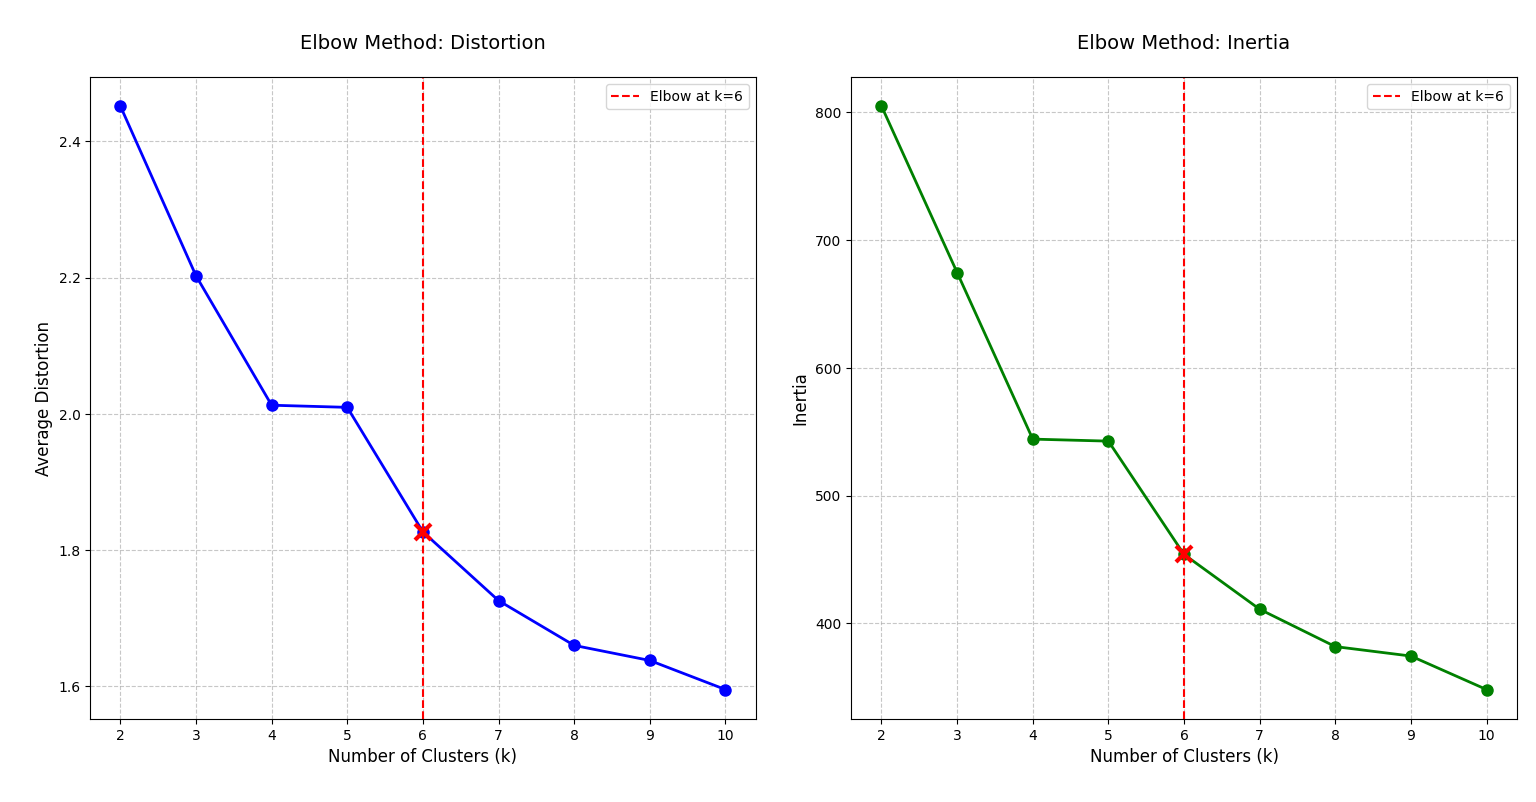 Elbow Method: Distortion
Elbow at k=6
2.4
2.2
2.0
1.8
1.6
Average Distortion
2 3 4 5 6 7 8 9 10
Number of Clusters (k)
Elbow Method: Inertia
Elbow at k=6
800
700
600
500
400
Inertia
2 3 4 5 6 7 8 9 10
Number of Clusters (k)